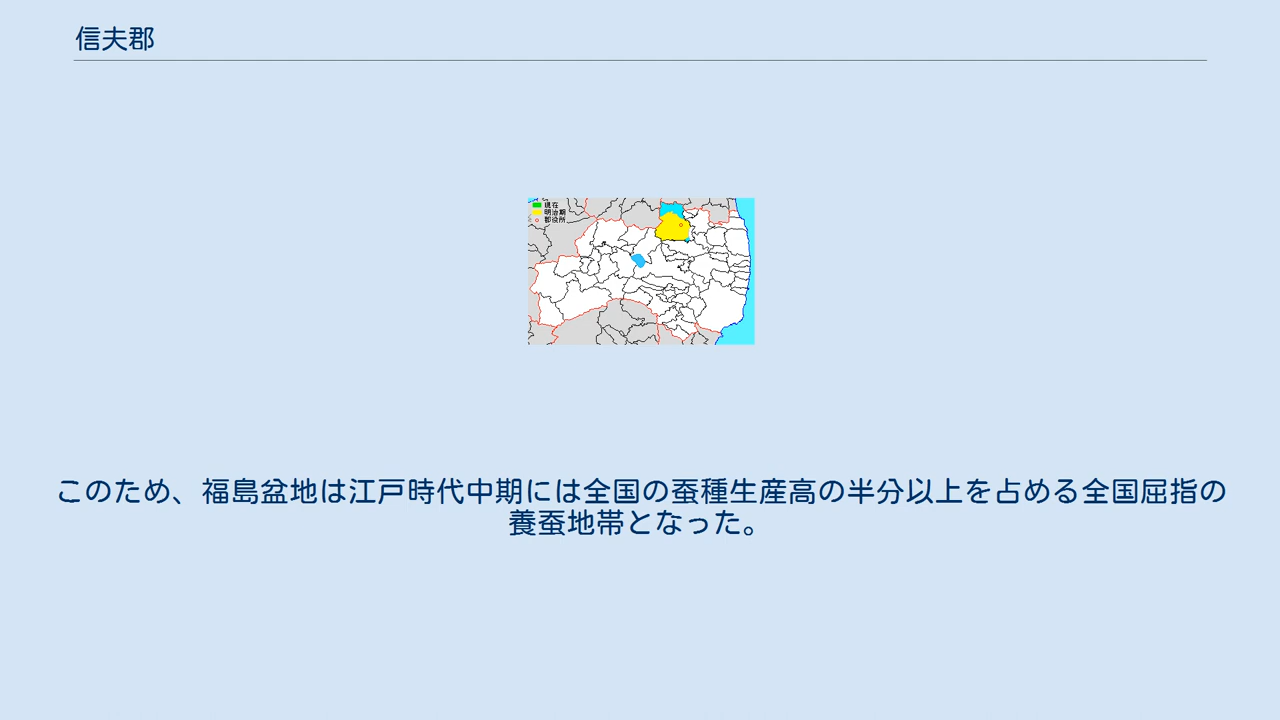 信夫郡
現在
明治期
郡役所
このため、福島盆地は江戸時代中期には全国の蚕種生産高の半分以上を占める全国屈指の
養蚕地帯となった。